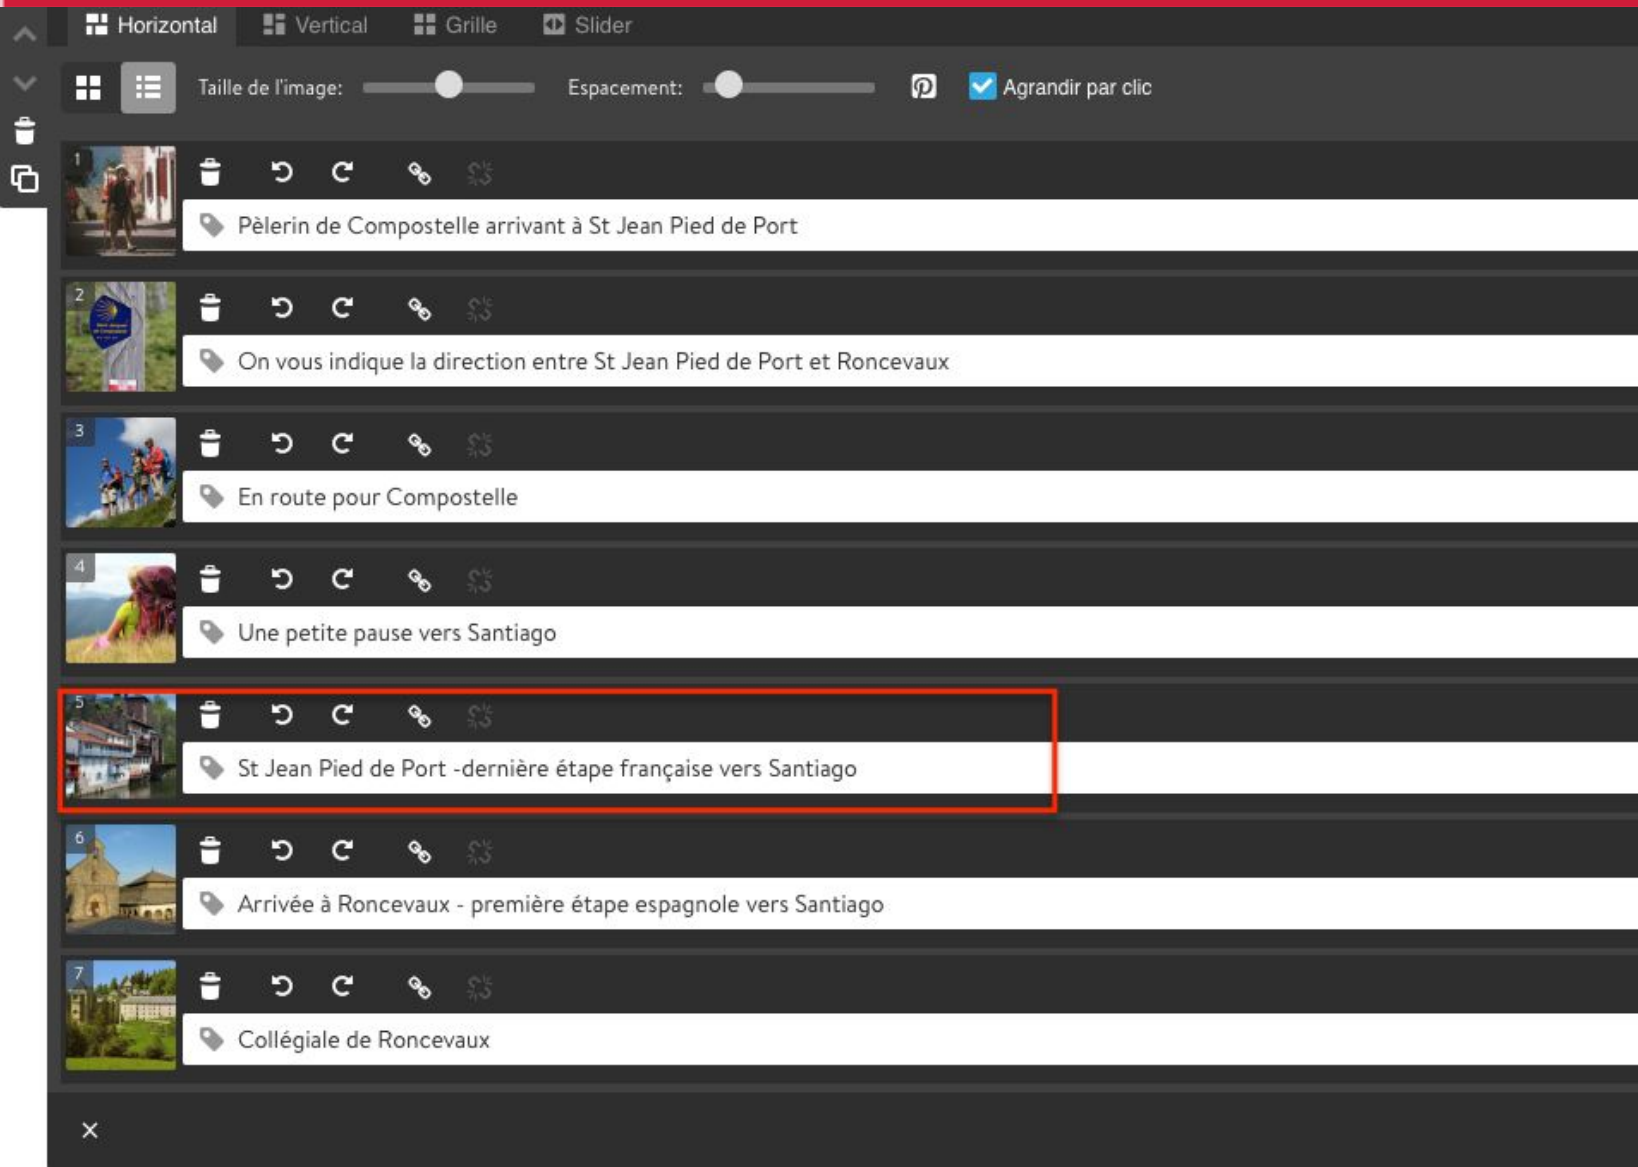 Horizontal Vertical Grille Slider
Taille de l'image: Espacement: Agrandir par clic
1
Pèlerin de Compostelle arrivant à St Jean Pied de Port
2
On vous indique la direction entre St Jean Pied de Port et Roncevaux
3
En route pour Compostelle
4
Une petite pause vers Santiago
5
St Jean Pied de Port -dernière étape française vers Santiago
6
Arrivée à Roncevaux - première étape espagnole vers Santiago
7
Collégiale de Roncevaux